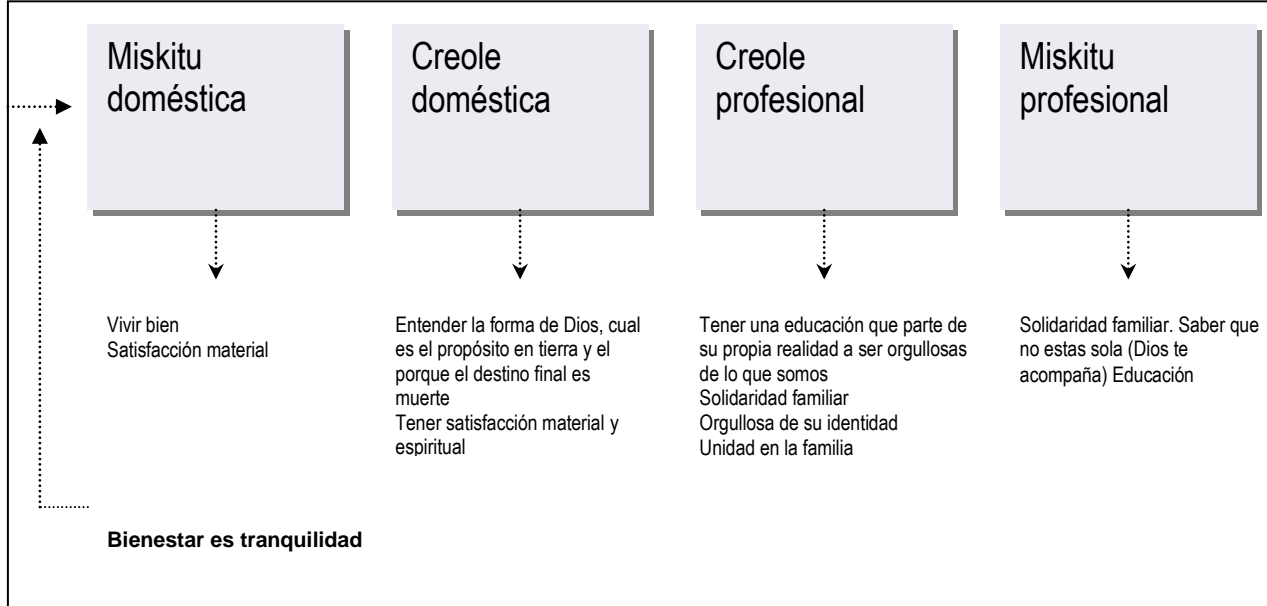 Miskitu
doméstica
Creole
doméstica
Creole
profesional
Miskitu
profesional
Vivir bien
Satisfacción material
Entender la forma de Dios, cual
es el propósito en tierra y el
porque el destino final es
muerte
Tener satisfacción material y
espiritual
Tener una educación que parte de
su propia realidad a ser orgullosas
de lo que somos
Solidaridad familiar
Orgullosa de su identidad
Unidad en la familia
Solidaridad familiar. Saber que
no estas sola (Dios te
acompaña) Educación
Bienestar es tranquilidad